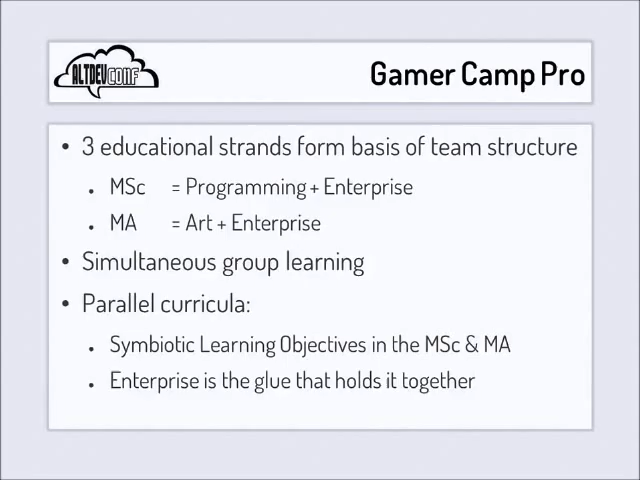 ALTDEVCONF
Gamer Camp Pro
• 3 educational strands form basis of team structure
• MSc = Programming + Enterprise
• MA = Art + Enterprise
• Simultaneous group learning
• Parallel curricula:
• Symbiotic Learning Objectives in the MSc & MA
• Enterprise is the glue that holds it together